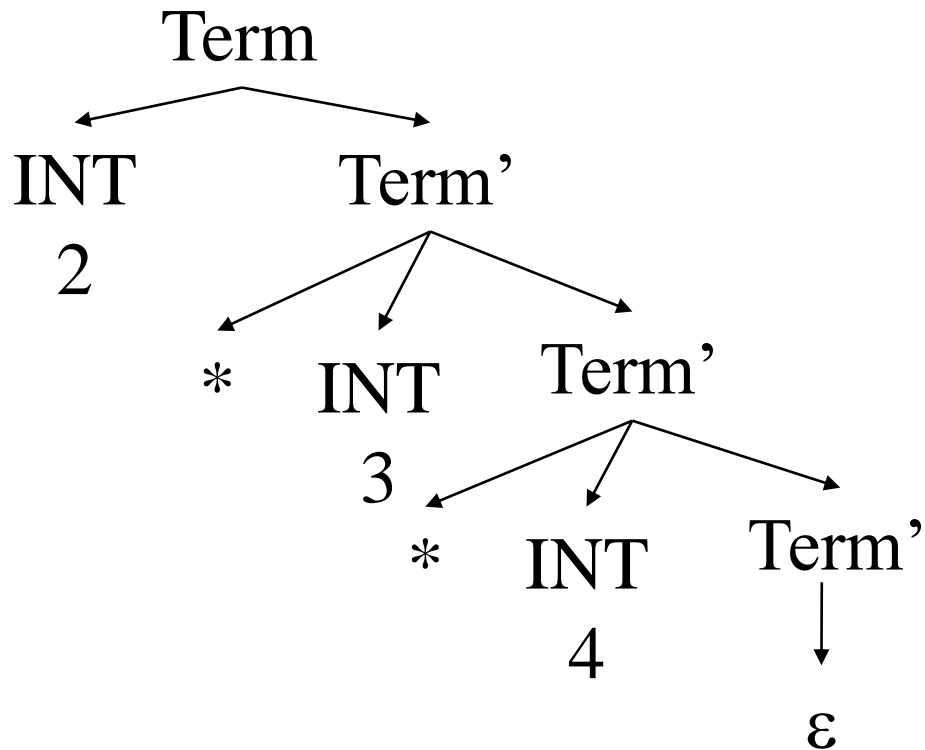 Term
INT Term’
2
* INT Term’
3
* INT Term’
4
ε